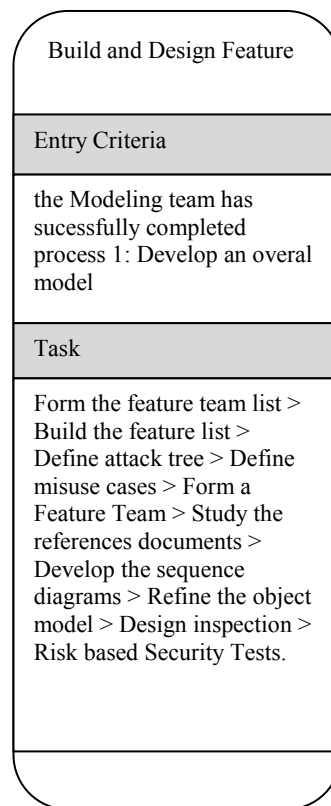 Build and Design Feature
Entry Criteria
the Modeling team has
sucessfully completed
process 1: Develop an overal
model
Task
Form the feature team list >
Build the feature list >
Define attack tree > Define
misuse cases > Form a
Feature Team > Study the
references documents >
Develop the sequence
diagrams > Refine the object
model > Design inspection >
Risk based Security Tests.